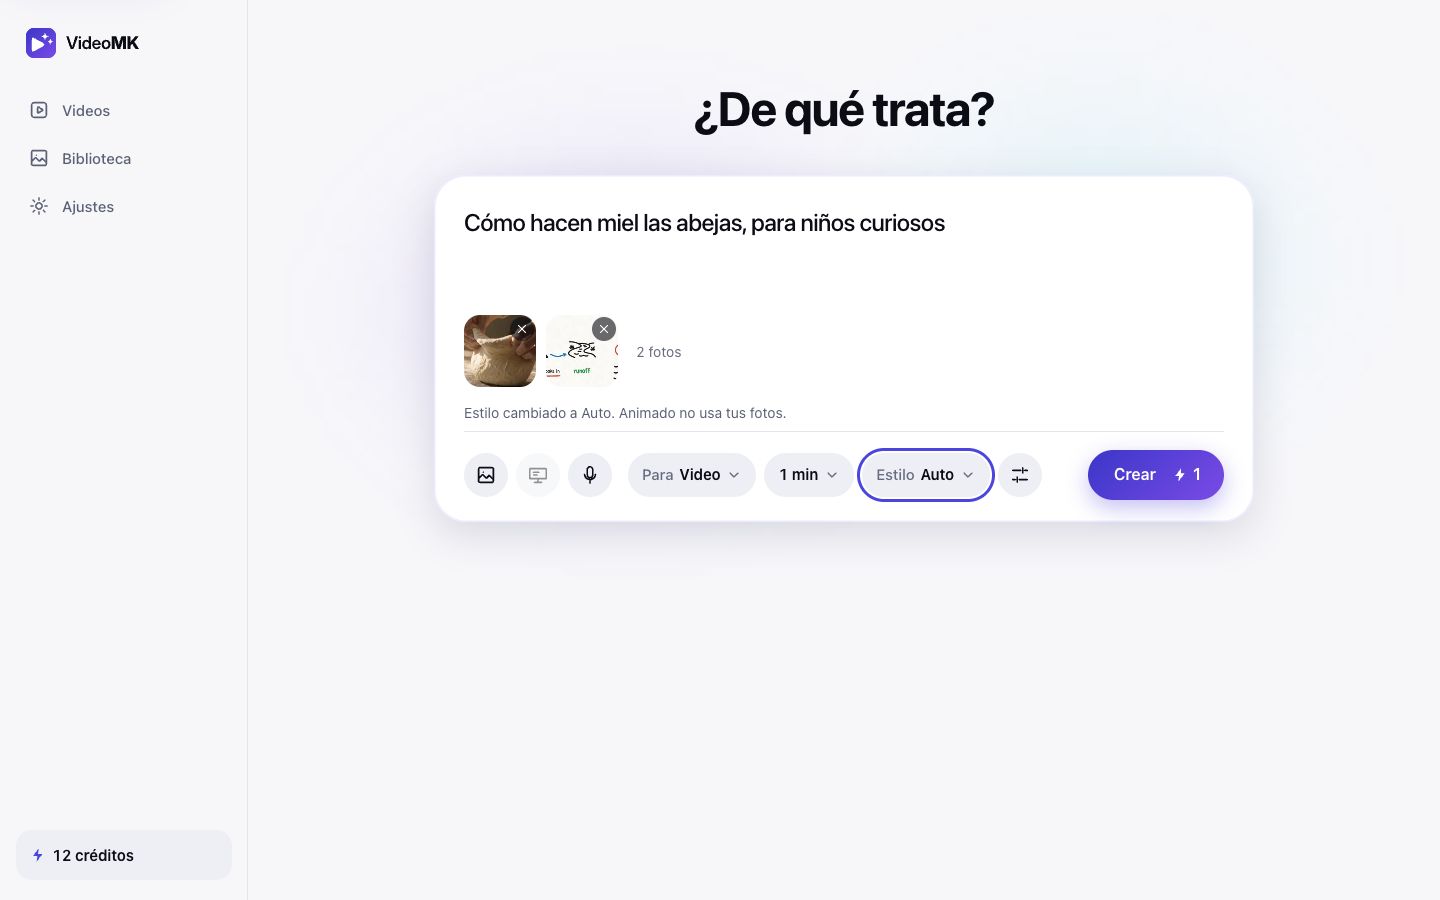 VideoMK
Videos
Biblioteca
Ajustes
12 créditos
¿De qué trata?
Cómo hacen miel las abejas, para niños curiosos
runoff
2 fotos
Estilo cambiado a Auto. Animado no usa tus fotos.
Para Video
1 min
Estilo Auto
Crear 1